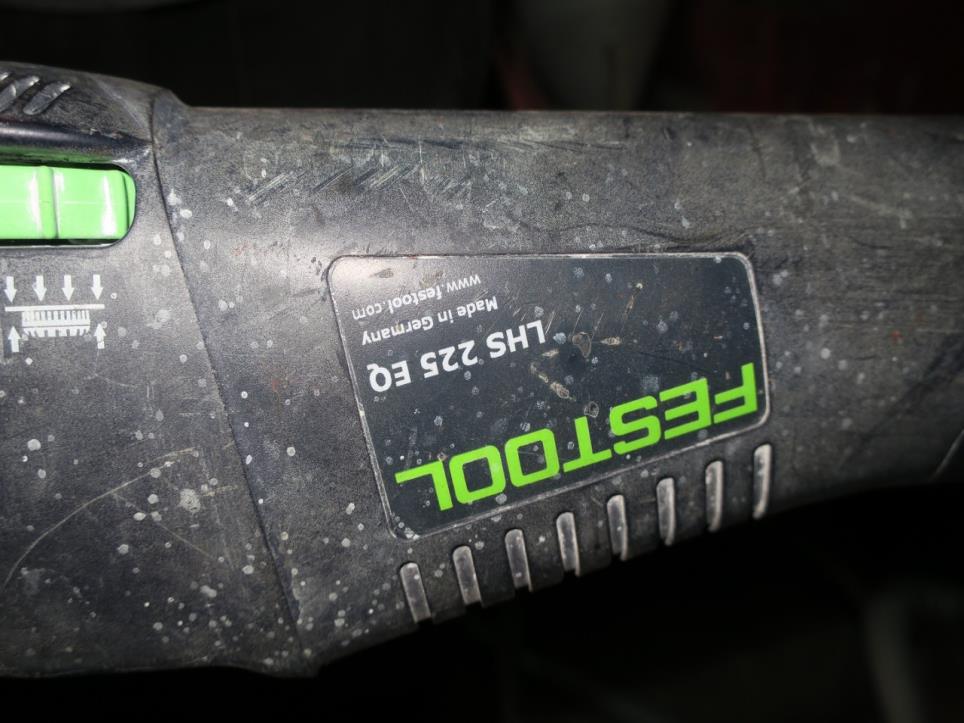 FESTOOL
LHS 225 EQ
Made in Germany
www.festool.com